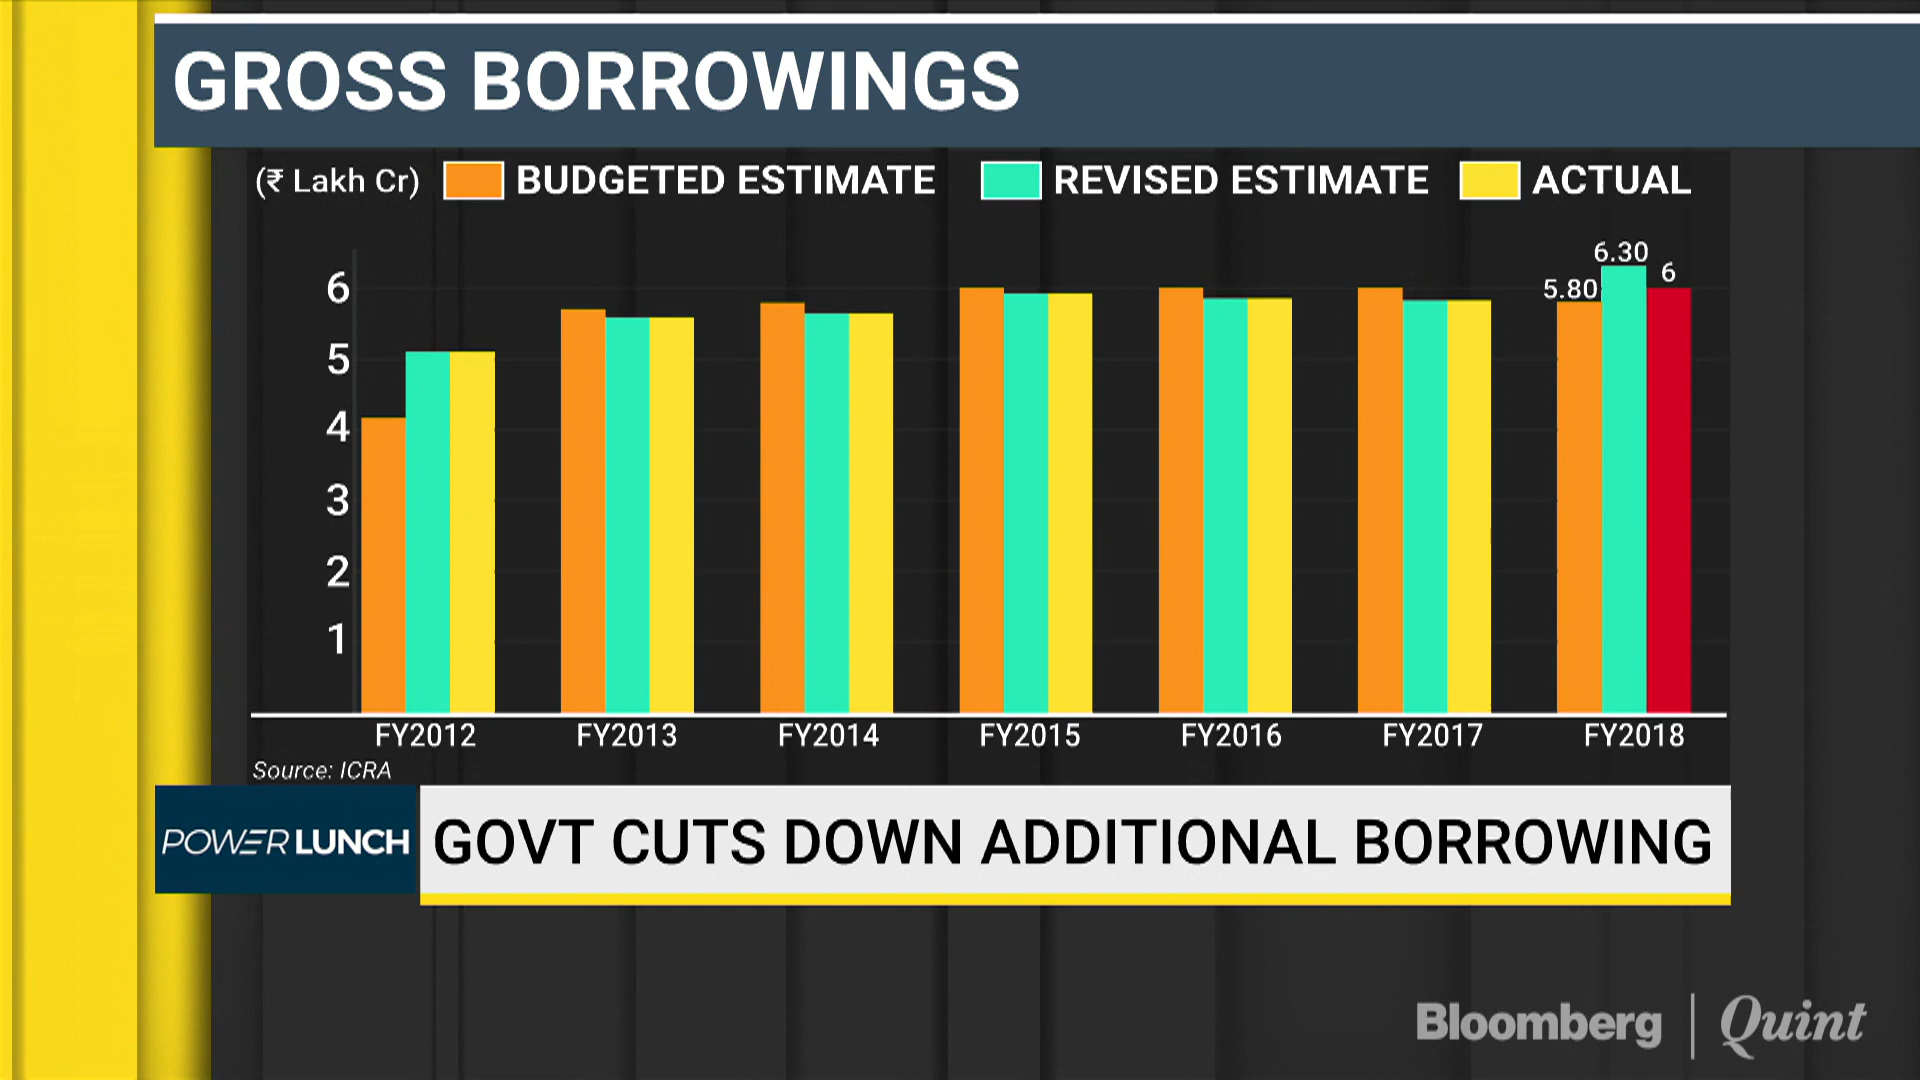 GROSS BORROWINGS
(₹ Lakh Cr) BUDGETED ESTIMATE REVISED ESTIMATE ACTUAL
6.30
6
5.80
6
5
4
3
2
1
FY2012 FY2013 FY2014 FY2015 FY2016 FY2017 FY2018
Source: ICRA
POWER LUNCH GOVT CUTS DOWN ADDITIONAL BORROWING
Bloomberg | Quint